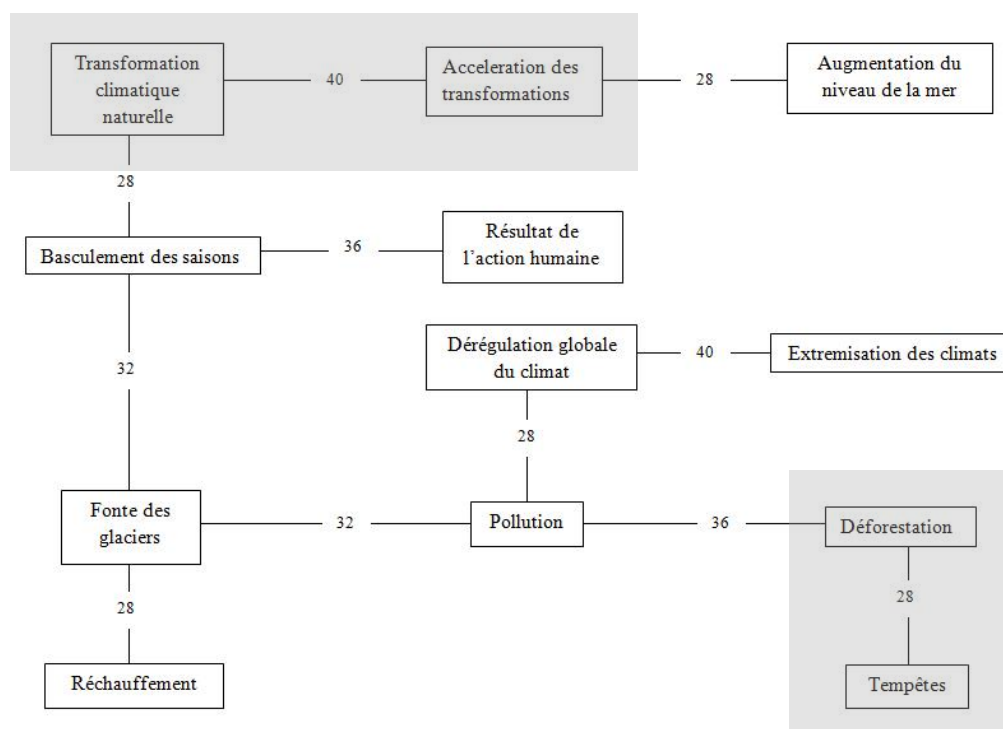 Transformation
climatique
naturelle
40
Acceleration des
transformations
28
Augmentation du
niveau de la mer
28
Basculement des saisons
36
Résultat de
l’action humaine
32
Dérégulation globale
du climat
40
Extremisation des climats
28
Fonte des
glaciers
32
Pollution
36
Déforestation
28
28
Réchauffement
Tempêtes